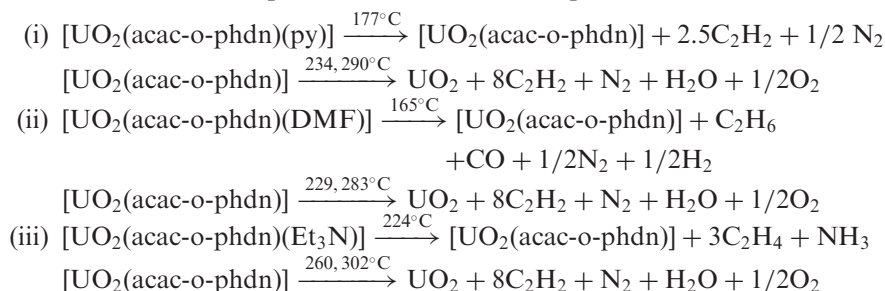 (i) [UO₂(acac-o-phdn)(py)] —177°C→ [UO₂(acac-o-phdn)] + 2.5C₂H₂ + 1/2 N₂
[UO₂(acac-o-phdn)] —234, 290°C→ UO₂ + 8C₂H₂ + N₂ + H₂O + 1/2O₂
(ii) [UO₂(acac-o-phdn)(DMF)] —165°C→ [UO₂(acac-o-phdn)] + C₂H₆
+CO + 1/2N₂ + 1/2H₂
[UO₂(acac-o-phdn)] —229, 283°C→ UO₂ + 8C₂H₂ + N₂ + H₂O + 1/2O₂
(iii) [UO₂(acac-o-phdn)(Et₃N)] —224°C→ [UO₂(acac-o-phdn)] + 3C₂H₄ + NH₃
[UO₂(acac-o-phdn)] —260, 302°C→ UO₂ + 8C₂H₂ + N₂ + H₂O + 1/2O₂